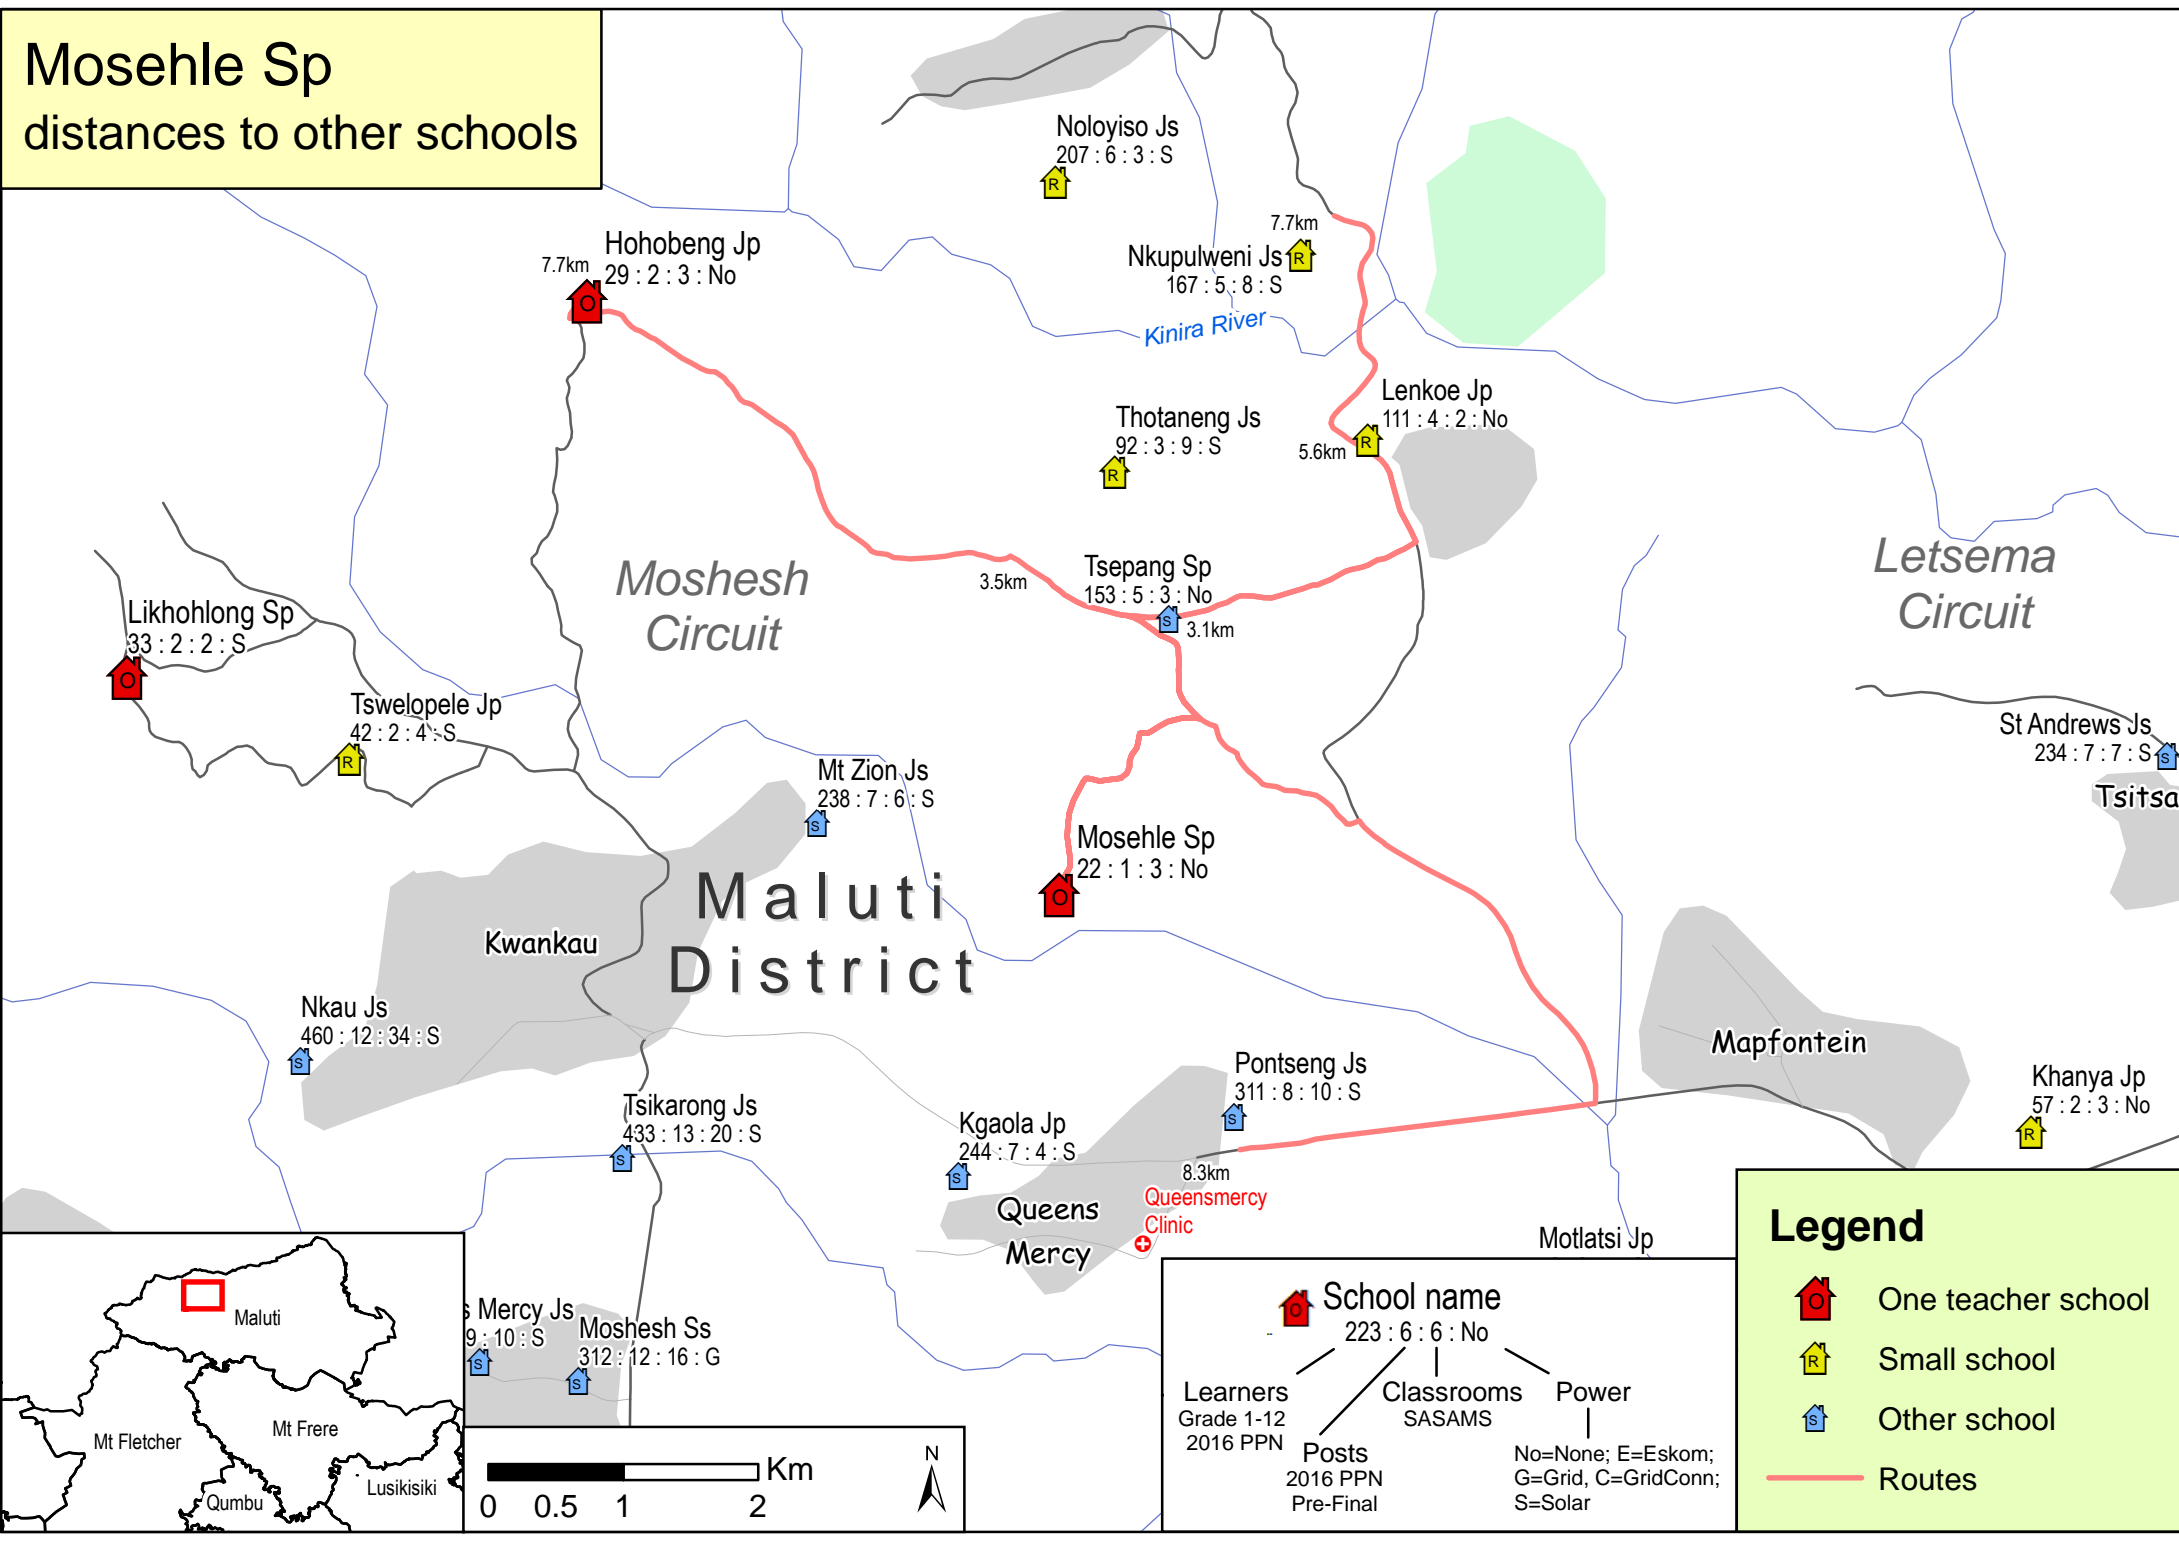 Mosehle Sp
distances to other schools
Noloyiso Js
207 : 6 : 3 : S
R
7.7km
Nkupulweni Js
167 : 5 : 8 : S
R
Kinira River
Hohobeng Jp
29 : 2 : 3 : No
7.7km
O
Lenkoe Jp
111 : 4 : 2 : No
R
5.6km
Thotaneng Js
92 : 3 : 9 : S
R
Moshesh
Circuit
3.5km
Tsepang Sp
153 : 5 : 3 : No
S
3.1km
Letsema
Circuit
Likhohlong Sp
33 : 2 : 2 : S
O
Tswelopele Jp
42 : 2 : 4 : S
R
St Andrews Js
234 : 7 : 7 : S
S
Tsitsa
Mt Zion Js
238 : 7 : 6 : S
S
Mosehle Sp
22 : 1 : 3 : No
O
Maluti
District
Kwankau
Nkau Js
460 : 12 : 34 : S
S
Mapfontein
Pontseng Js
311 : 8 : 10 : S
S
Khanya Jp
57 : 2 : 3 : No
R
Tsikarong Js
433 : 13 : 20 : S
S
Kgaola Jp
244 : 7 : 4 : S
S
8.3km
Queensmercy
Clinic
Queens
Mercy
Motlatsi Jp
s Mercy Js
9 : 10 : S
S
Moshesh Ss
312 : 12 : 16 : G
S
Maluti
Mt Fletcher
Mt Frere
Qumbu
Lusikisiki
Km
0 0.5 1 2
N
O
School name
223 : 6 : 6 : No
Learners
Grade 1-12
2016 PPN
Posts
2016 PPN
Pre-Final
Classrooms
SASAMS
Power
No=None; E=Eskom;
G=Grid, C=GridConn;
S=Solar
Legend
O One teacher school
R Small school
S Other school
Routes